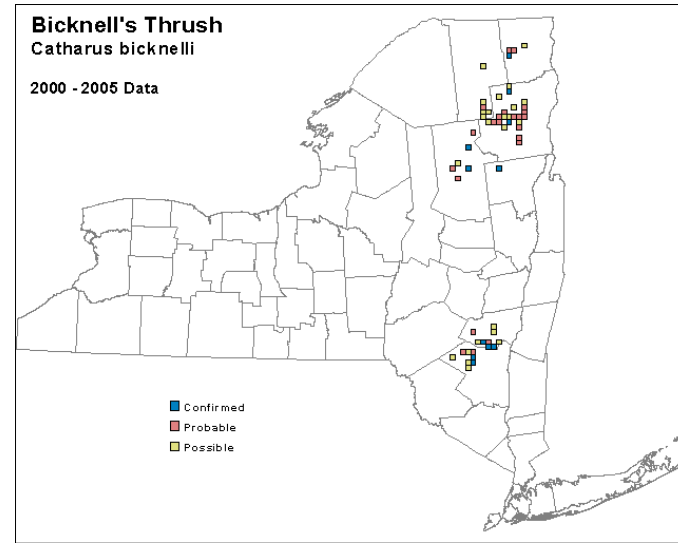 Bicknell's Thrush
Catharus bicknelli
2000 - 2005 Data
Confirmed
Probable
Possible